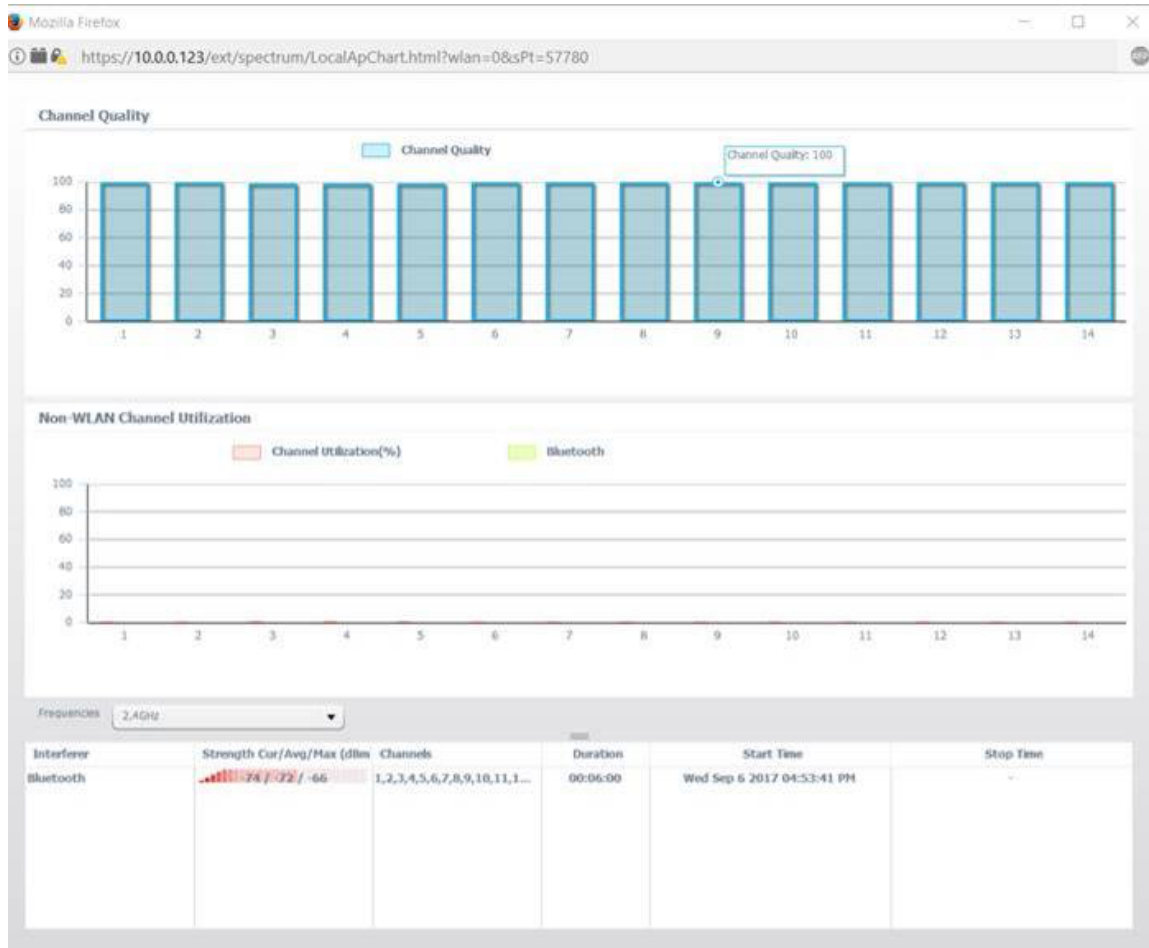 Mozilla Firefox
https://10.0.0.123/ext/spectrum/LocalApChart.html?wlan=0&sPt=57780
Channel Quality
Channel Quality
Channel Quality: 100
100
80
60
40
20
0
1 2 3 4 5 6 7 8 9 10 11 12 13 14
Non-WLAN Channel Utilization
Channel Utilization(%) Bluetooth
100
80
60
40
20
0
1 2 3 4 5 6 7 8 9 10 11 12 13 14
Frequencies 2.4GHz
Interferer Strength Cur/Avg/Max (dBm Channels Duration Start Time Stop Time
Bluetooth -74 / -72 / -66 1,2,3,4,5,6,7,8,9,10,11,1... 00:06:00 Wed Sep 6 2017 04:53:41 PM -